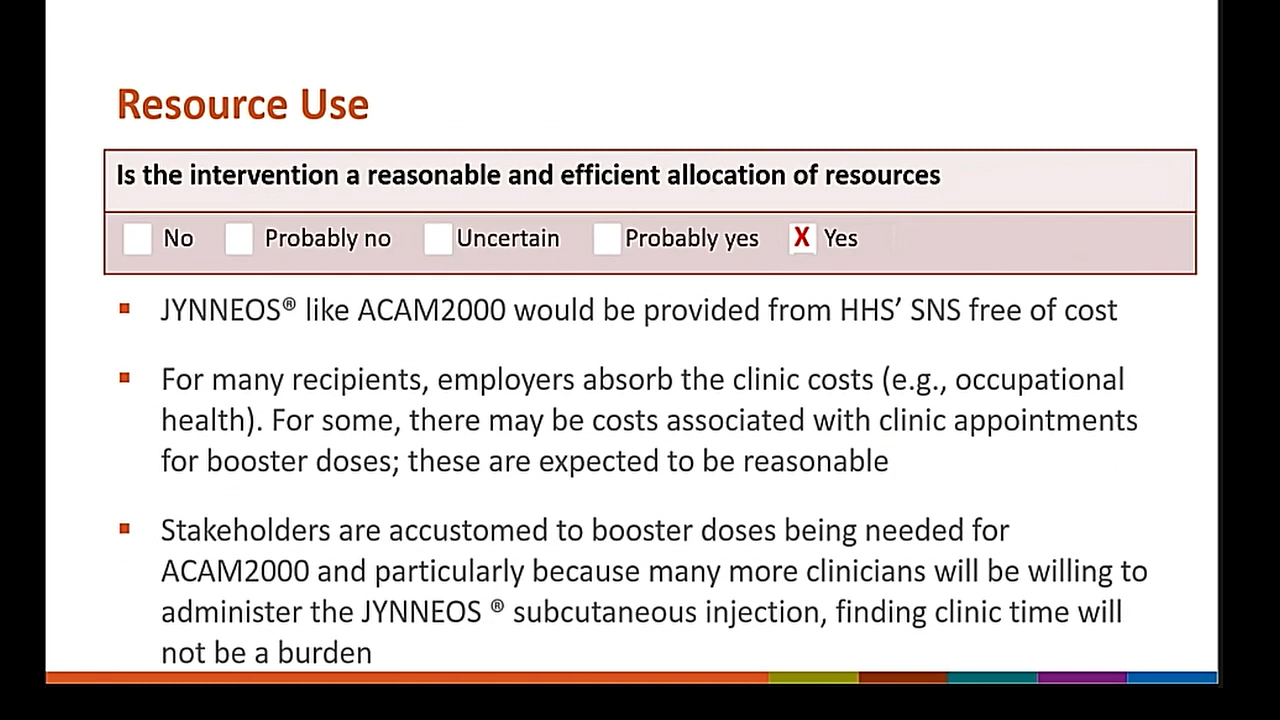 Resource Use
Is the intervention a reasonable and efficient allocation of resources
No Probably no Uncertain Probably yes X Yes
▪ JYNNEOS® like ACAM2000 would be provided from HHS’ SNS free of cost
▪ For many recipients, employers absorb the clinic costs (e.g., occupational
health). For some, there may be costs associated with clinic appointments
for booster doses; these are expected to be reasonable
▪ Stakeholders are accustomed to booster doses being needed for
ACAM2000 and particularly because many more clinicians will be willing to
administer the JYNNEOS ® subcutaneous injection, finding clinic time will
not be a burden